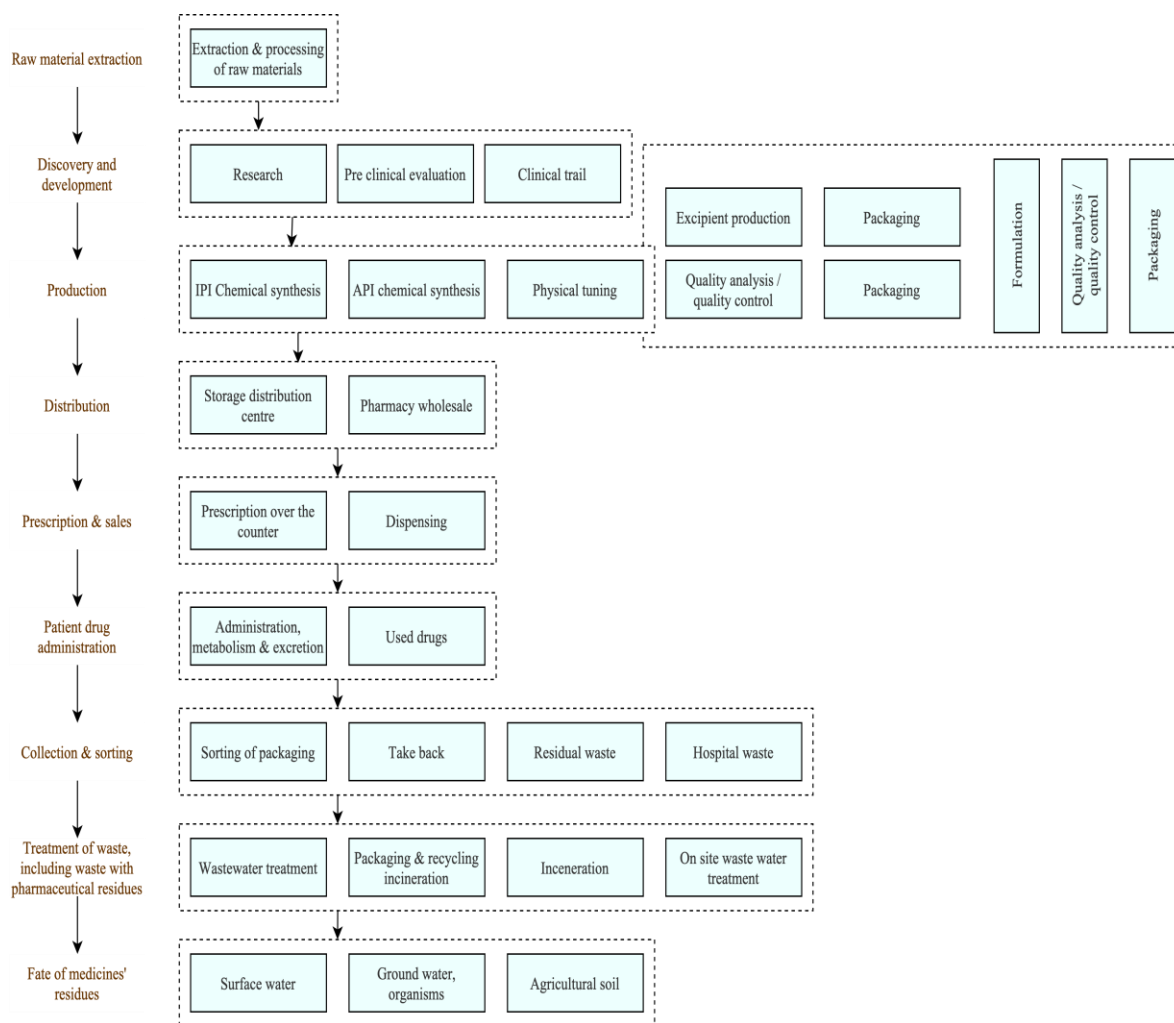 Raw material extraction
Extraction & processing
of raw materials
Discovery and
development
Research
Pre clinical evaluation
Clinical trail
Excipient production
Packaging
Formulation
Quality analysis /
quality control
Packaging
Production
IPI Chemical synthesis
API chemical synthesis
Physical tuning
Quality analysis /
quality control
Packaging
Distribution
Storage distribution
centre
Pharmacy wholesale
Prescription & sales
Prescription over the
counter
Dispensing
Patient drug
administration
Administration,
metabolism & excretion
Used drugs
Collection & sorting
Sorting of packaging
Take back
Residual waste
Hospital waste
Treatment of waste,
including waste with
pharmaceutical residues
Wastewater treatment
Packaging & recycling
incineration
Inceneration
On site waste water
treatment
Fate of medicines'
residues
Surface water
Ground water,
organisms
Agricultural soil